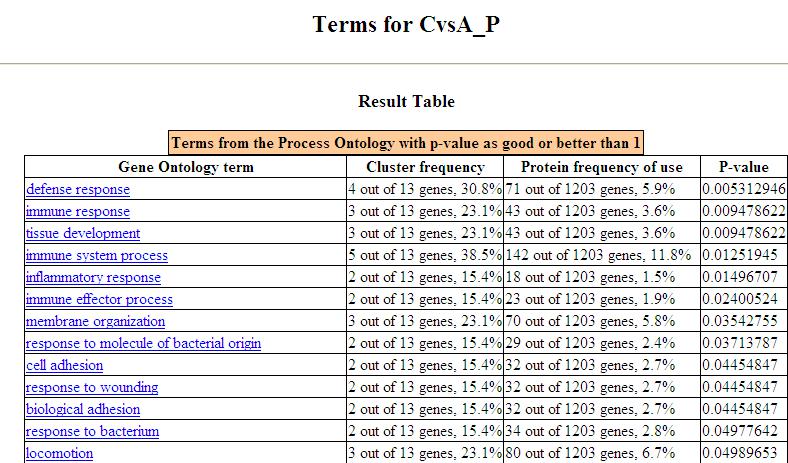 Terms for CvsA_P
Result Table
Terms from the Process Ontology with p-value as good or better than 1
Gene Ontology term Cluster frequency Protein frequency of use P-value
defense response 4 out of 13 genes, 30.8% 71 out of 1203 genes, 5.9% 0.005312946
immune response 3 out of 13 genes, 23.1% 43 out of 1203 genes, 3.6% 0.009478622
tissue development 3 out of 13 genes, 23.1% 43 out of 1203 genes, 3.6% 0.009478622
immune system process 5 out of 13 genes, 38.5% 142 out of 1203 genes, 11.8% 0.01251945
inflammatory response 2 out of 13 genes, 15.4% 18 out of 1203 genes, 1.5% 0.01496707
immune effector process 2 out of 13 genes, 15.4% 23 out of 1203 genes, 1.9% 0.02400524
membrane organization 3 out of 13 genes, 23.1% 70 out of 1203 genes, 5.8% 0.03542755
response to molecule of bacterial origin 2 out of 13 genes, 15.4% 29 out of 1203 genes, 2.4% 0.03713787
cell adhesion 2 out of 13 genes, 15.4% 32 out of 1203 genes, 2.7% 0.04454847
response to wounding 2 out of 13 genes, 15.4% 32 out of 1203 genes, 2.7% 0.04454847
biological adhesion 2 out of 13 genes, 15.4% 32 out of 1203 genes, 2.7% 0.04454847
response to bacterium 2 out of 13 genes, 15.4% 34 out of 1203 genes, 2.8% 0.04977642
locomotion 3 out of 13 genes, 23.1% 80 out of 1203 genes, 6.7% 0.04989653